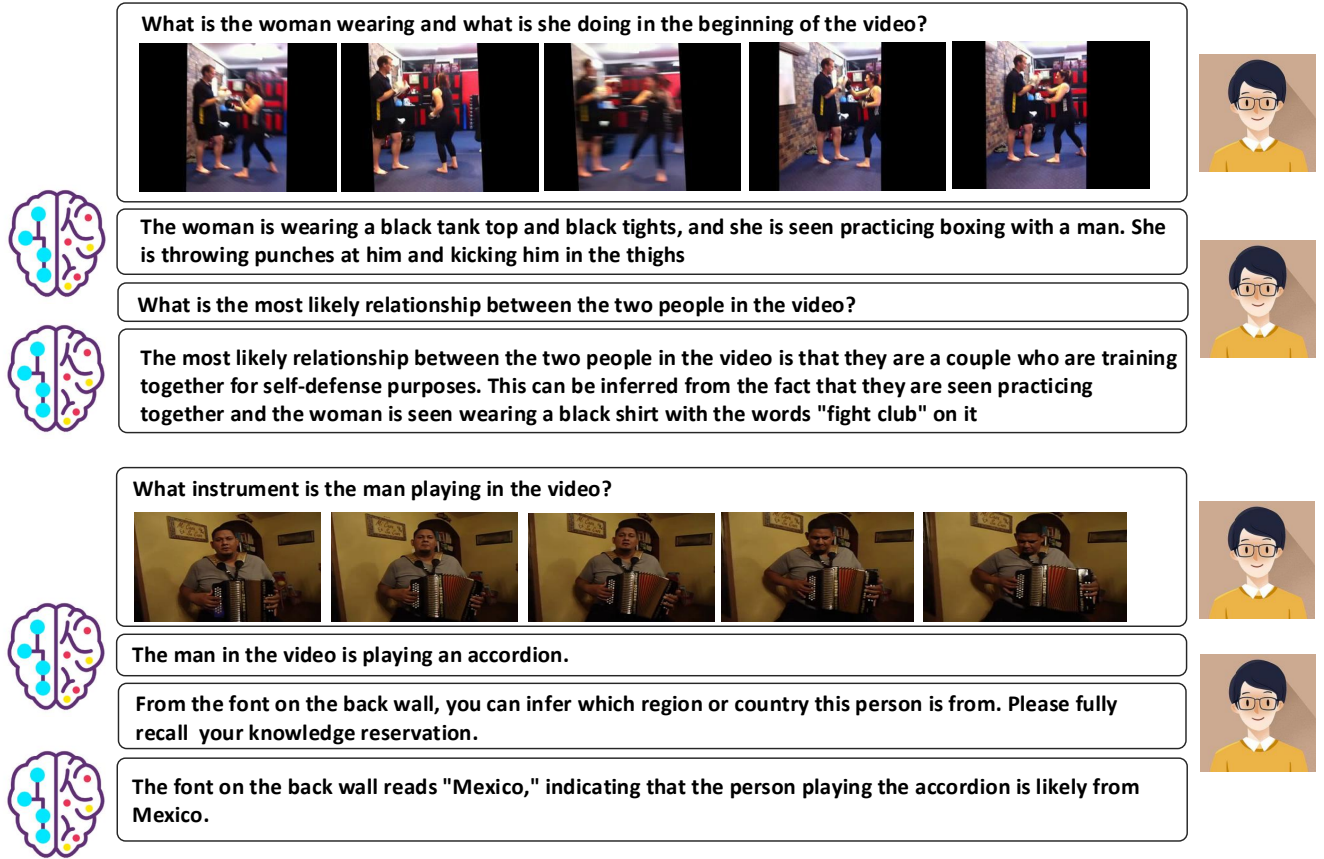 What is the woman wearing and what is she doing in the beginning of the video?
The woman is wearing a black tank top and black tights, and she is seen practicing boxing with a man. She
is throwing punches at him and kicking him in the thighs
What is the most likely relationship between the two people in the video?
The most likely relationship between the two people in the video is that they are a couple who are training
together for self-defense purposes. This can be inferred from the fact that they are seen practicing
together and the woman is seen wearing a black shirt with the words "fight club" on it
What instrument is the man playing in the video?
The man in the video is playing an accordion.
From the font on the back wall, you can infer which region or country this person is from. Please fully
recall your knowledge reservation.
The font on the back wall reads "Mexico," indicating that the person playing the accordion is likely from
Mexico.